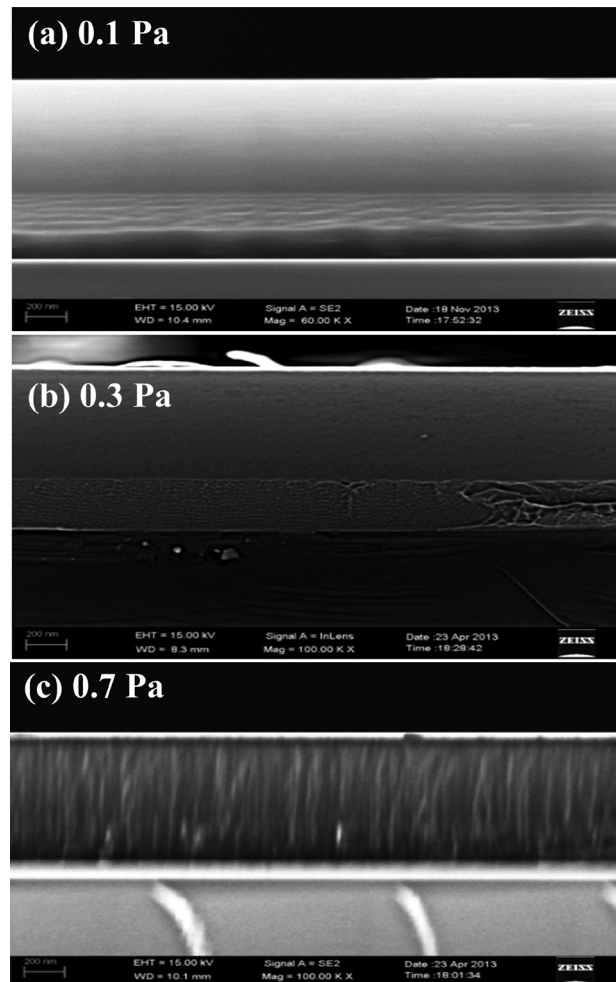 (a) 0.1 Pa
200 nm
EHT = 15.00 kV
WD = 10.4 mm
Signal A = SE2
Mag = 60.00 K X
Date :18 Nov 2013
Time :17:52:32
ZEISS
(b) 0.3 Pa
200 nm
EHT = 15.00 kV
WD = 8.3 mm
Signal A = InLens
Mag = 100.00 K X
Date :23 Apr 2013
Time :18:28:42
ZEISS
(c) 0.7 Pa
200 nm
EHT = 15.00 kV
WD = 10.1 mm
Signal A = SE2
Mag = 100.00 K X
Date :23 Apr 2013
Time :18:01:34
ZEISS